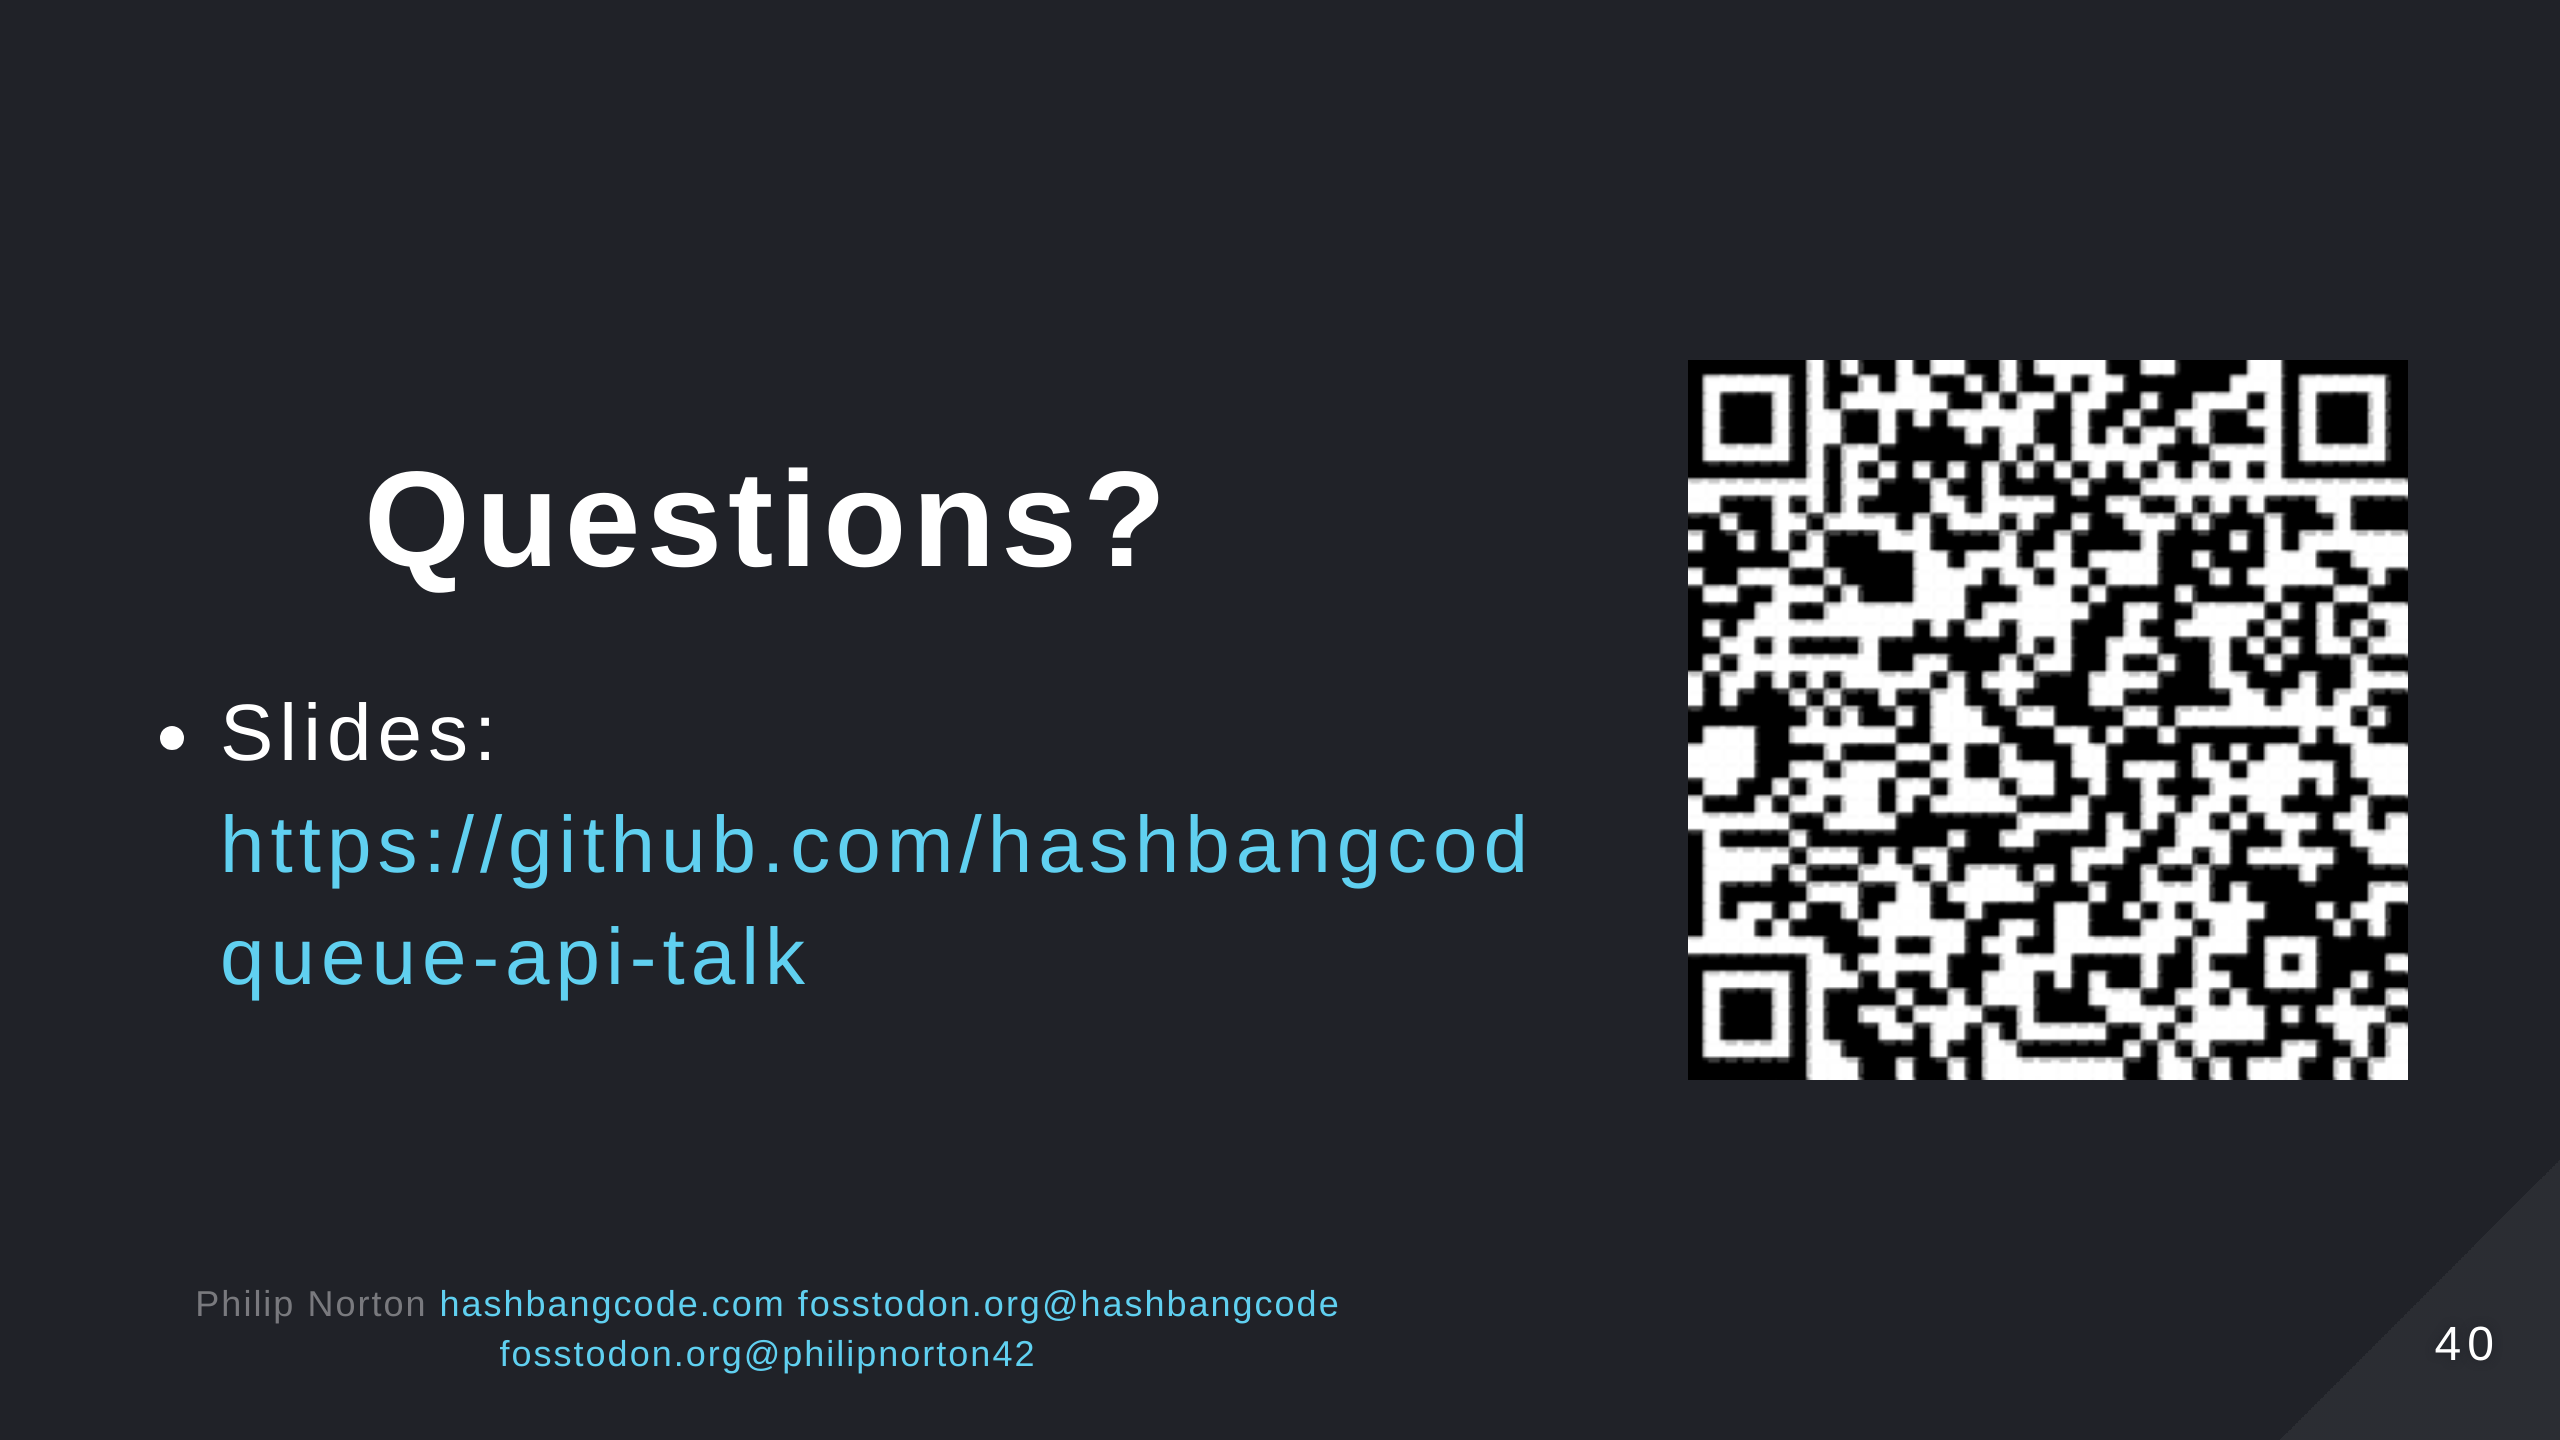 Questions?
Slides:
https://github.com/hashbangcod
queue-api-talk
Philip Norton hashbangcode.com fosstodon.org@hashbangcode
fosstodon.org@philipnorton42
40